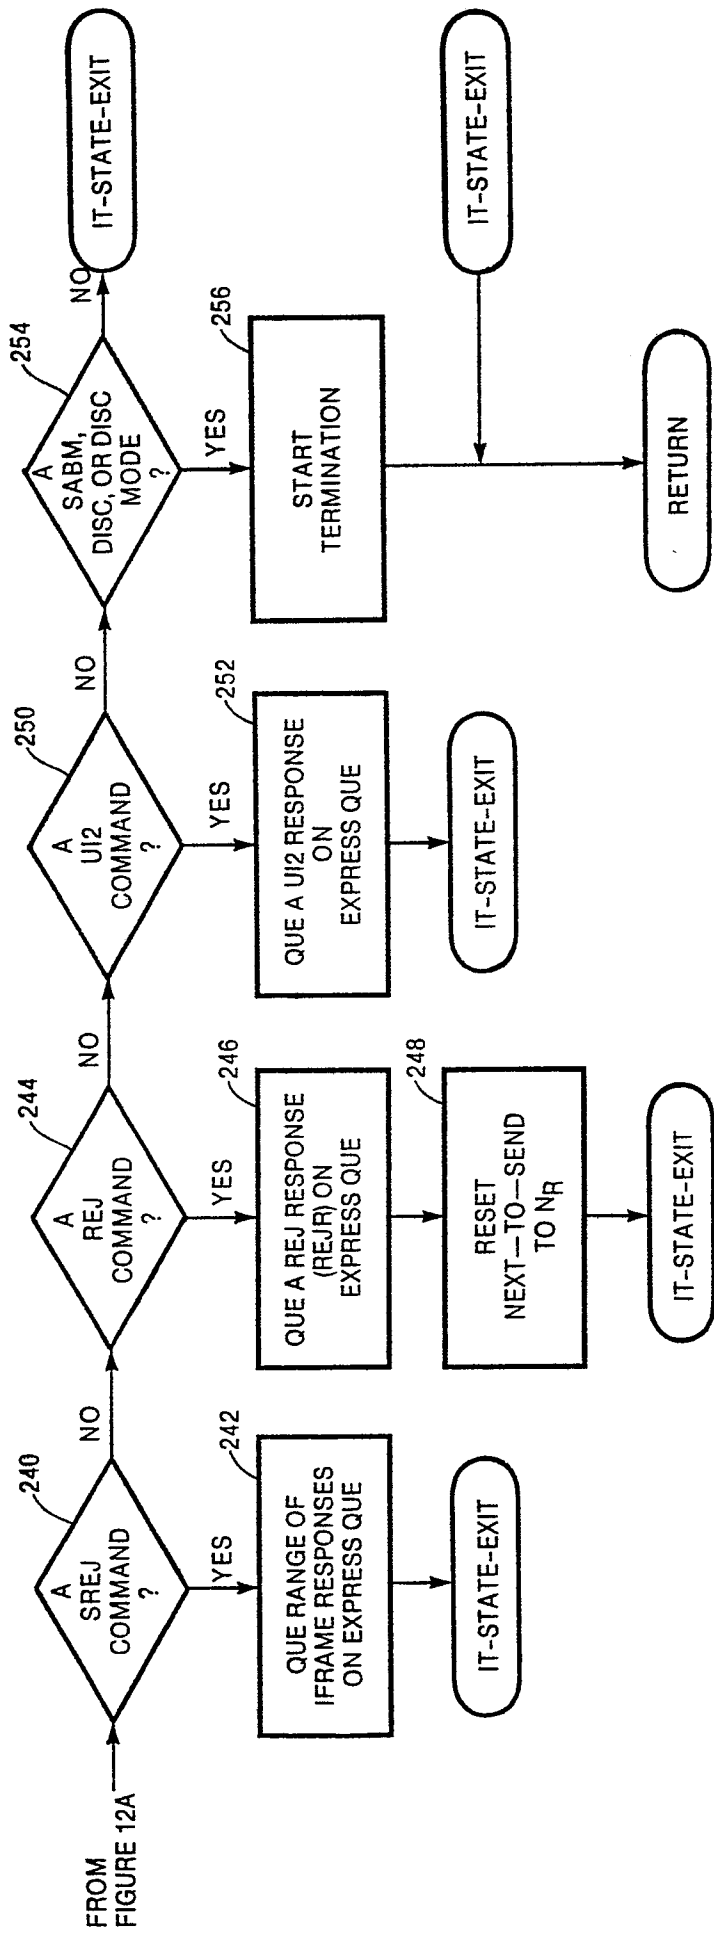 FROM
FIGURE 12A
240
A
SREJ
COMMAND
?
NO
YES
242
QUE RANGE OF
IFRAME RESPONSES
ON EXPRESS QUE
IT-STATE-EXIT
244
A
REJ
COMMAND
?
NO
YES
246
QUE A REJ RESPONSE
(REJR) ON
EXPRESS QUE
248
RESET
NEXT—TO—SEND
TO NR
IT-STATE-EXIT
250
A
UI2
COMMAND
?
NO
YES
252
QUE A UI2 RESPONSE
ON
EXPRESS QUE
IT-STATE-EXIT
254
A
SABM,
DISC, OR DISC
MODE
?
NO
IT-STATE-EXIT
YES
256
START
TERMINATION
IT-STATE-EXIT
RETURN